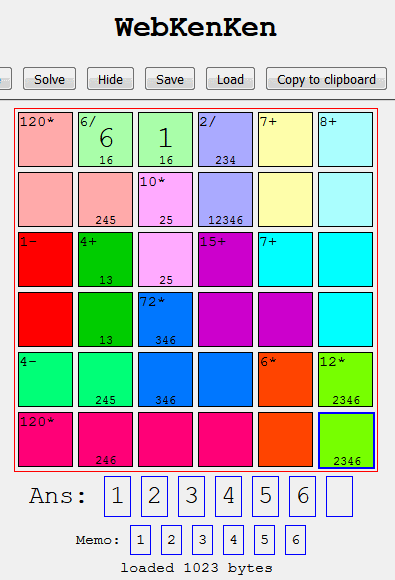 WebKenKen
Solve Hide Save Load Copy to clipboard
120* 6/ 2/ 7+ 8+
6 1
16 16 234
10*
245 25 12346
1- 4+ 15+ 7+
13 25
72*
13 346
4- 6* 12*
245 346 2346
120*
246 2346
Ans: 1 2 3 4 5 6
Memo: 1 2 3 4 5 6
loaded 1023 bytes